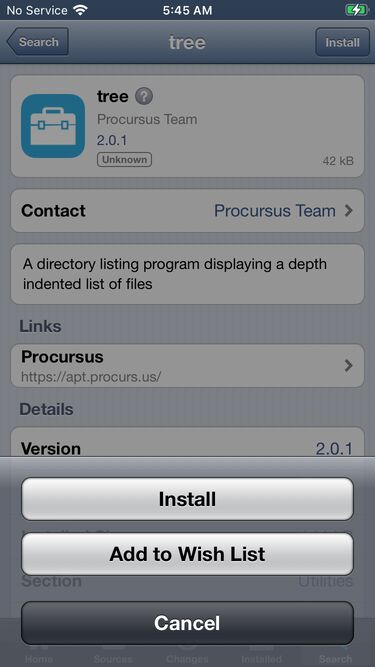 No Service
5:45 AM
Search
tree
Install
tree ?
Procursus Team
2.0.1
Unknown
42 kB
Contact
Procursus Team
A directory listing program displaying a depth
indented list of files
Links
Procursus
https://apt.procurs.us/
Details
Version
2.0.1
Install
Add to Wish List
Section
Utilities
Cancel
Home
Sources
Changes
Installed
Search